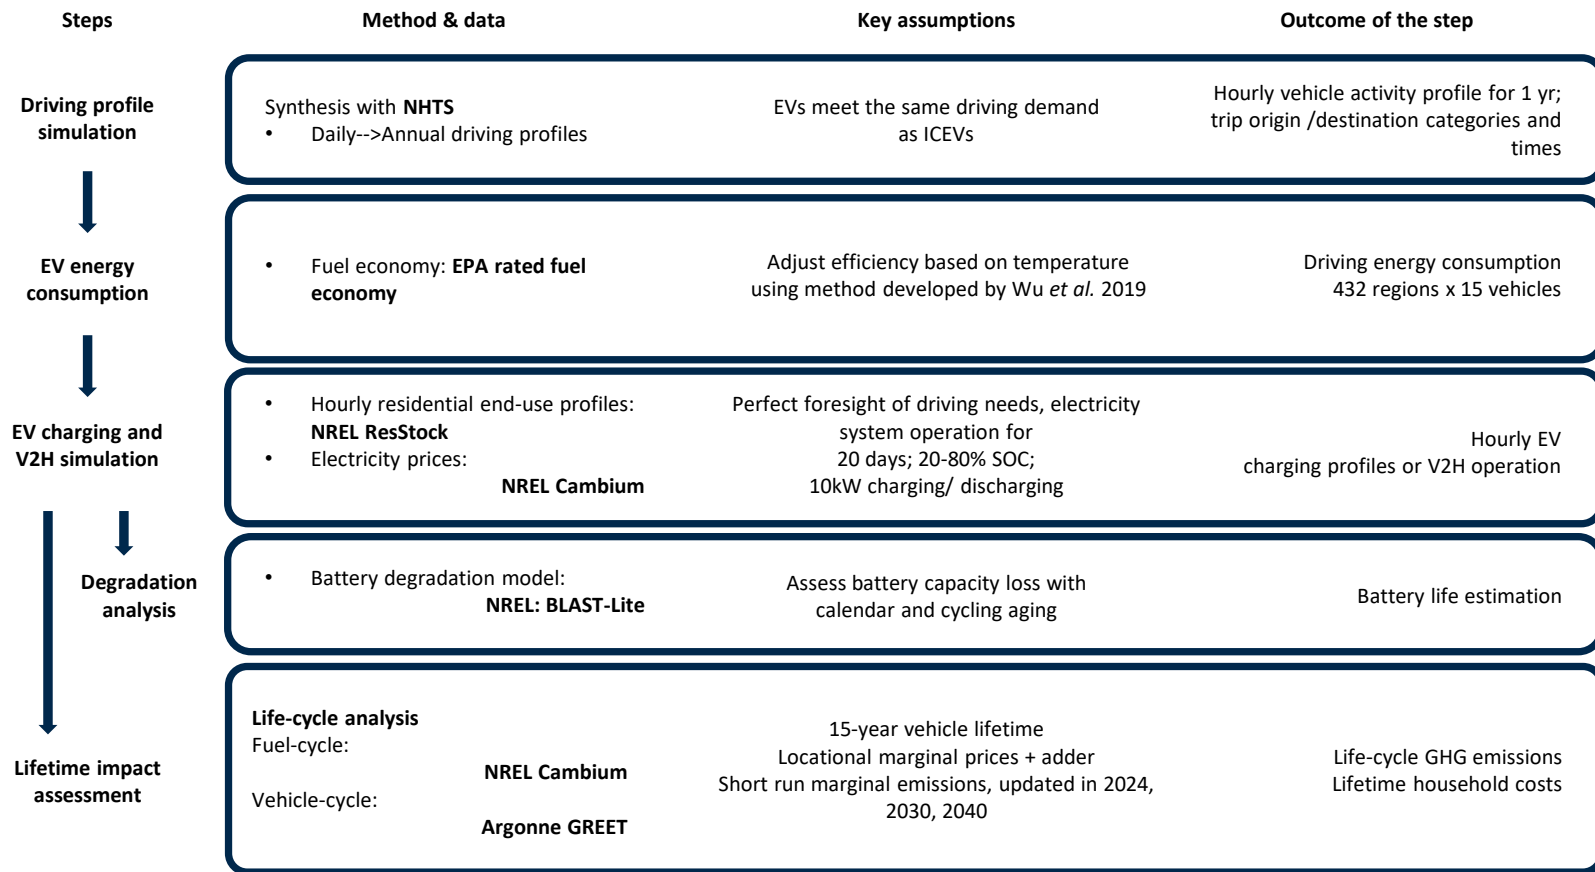 Steps
Method & data
Key assumptions
Outcome of the step
Driving profile
simulation
Synthesis with NHTS
• Daily-->Annual driving profiles
EVs meet the same driving demand
as ICEVs
Hourly vehicle activity profile for 1 yr;
trip origin /destination categories and
times
EV energy
consumption
• Fuel economy: EPA rated fuel
economy
Adjust efficiency based on temperature
using method developed by Wu et al. 2019
Driving energy consumption
432 regions x 15 vehicles
EV charging and
V2H simulation
• Hourly residential end-use profiles:
NREL ResStock
• Electricity prices:
NREL Cambium
Perfect foresight of driving needs, electricity
system operation for
20 days; 20-80% SOC;
10kW charging/ discharging
Hourly EV
charging profiles or V2H operation
Degradation
analysis
• Battery degradation model:
NREL: BLAST-Lite
Assess battery capacity loss with
calendar and cycling aging
Battery life estimation
Lifetime impact
assessment
Life-cycle analysis
Fuel-cycle:
NREL Cambium
Vehicle-cycle:
Argonne GREET
15-year vehicle lifetime
Locational marginal prices + adder
Short run marginal emissions, updated in 2024,
2030, 2040
Life-cycle GHG emissions
Lifetime household costs